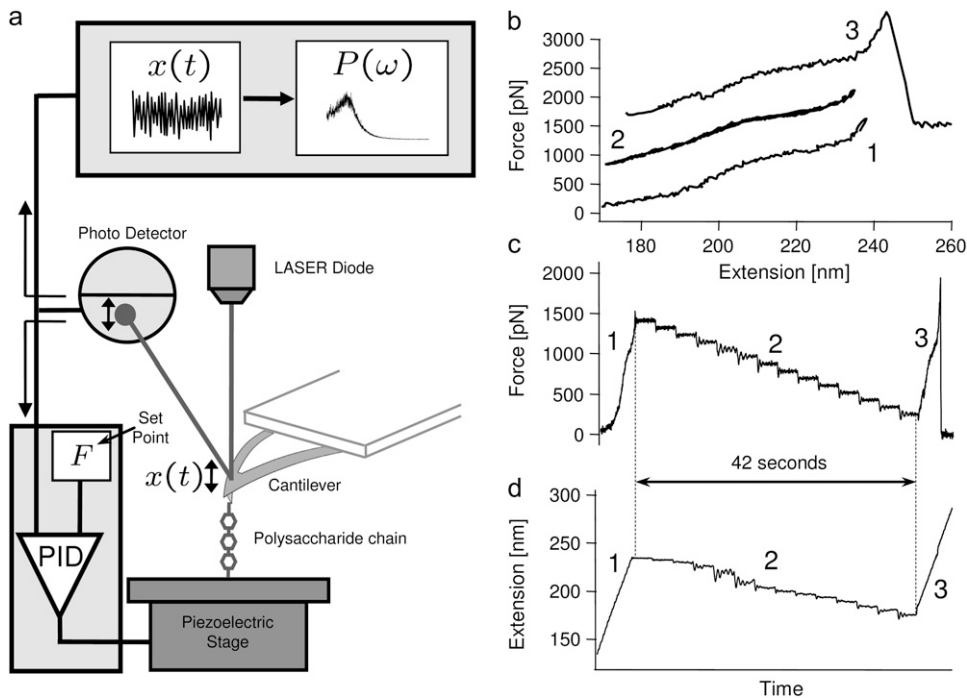 a
x(t)
P(ω)
Photo Detector
LASER Diode
Set
Point
F
x(t)
Cantilever
PID
Polysaccharide chain
Piezoelectric
Stage
b
Force [pN]
3000
2500
2000
1500
1000
500
0
3
2
1
180
200
220
240
260
Extension [nm]
c
Force [pN]
2000
1500
1000
500
0
1
2
3
42 seconds
d
Extension [nm]
300
250
200
150
1
2
3
Time